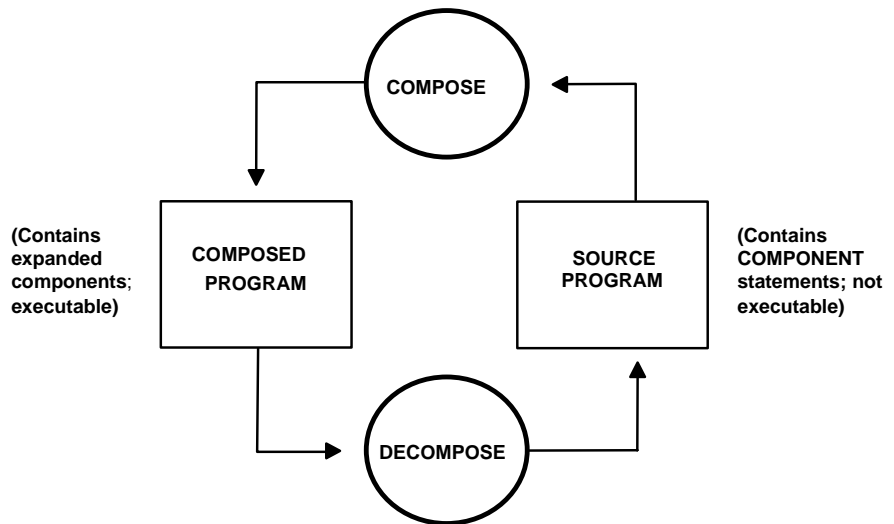 COMPOSE
(Contains
expanded
components;
executable)
COMPOSED
PROGRAM
SOURCE
PROGRAM
(Contains
COMPONENT
statements; not
executable)
DECOMPOSE